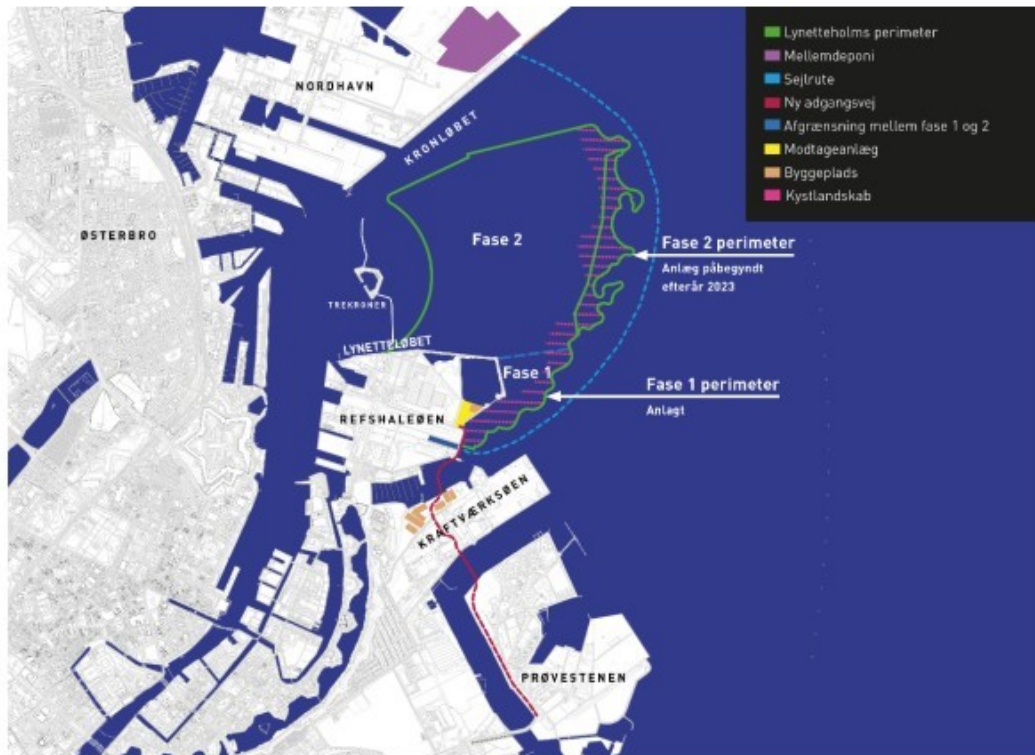 Lynetteholms perimeter
Mellemdeponi
Sejlrute
Ny adgangsvej
Afgrænsning mellem fase 1 og 2
Modtageanlæg
Byggeplads
Kystlandskab
NORDHAVN
KRONLØBET
ØSTERBRO
Fase 2
Fase 2 perimeter
Anlæg påbegyndt
efterår 2023
TREKRONER
LYNETTELØBET
Fase 1
Fase 1 perimeter
Anlagt
REFSHALEØEN
KRAFTVÆRKSØEN
PRØVESTENEN